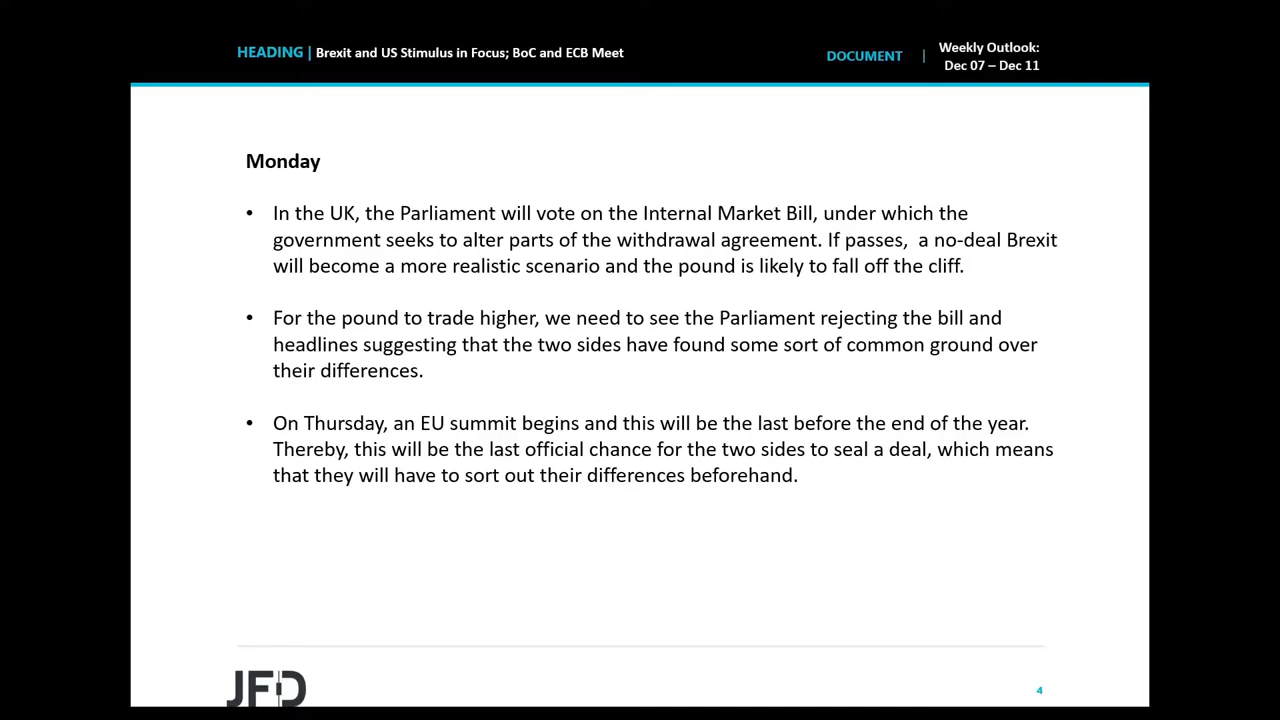 HEADING | Brexit and US Stimulus in Focus; BoC and ECB Meet
DOCUMENT | Weekly Outlook:
Dec 07 – Dec 11
Monday
• In the UK, the Parliament will vote on the Internal Market Bill, under which the
government seeks to alter parts of the withdrawal agreement. If passes,  a no-deal Brexit
will become a more realistic scenario and the pound is likely to fall off the cliff.
• For the pound to trade higher, we need to see the Parliament rejecting the bill and
headlines suggesting that the two sides have found some sort of common ground over
their differences.
• On Thursday, an EU summit begins and this will be the last before the end of the year.
Thereby, this will be the last official chance for the two sides to seal a deal, which means
that they will have to sort out their differences beforehand.
JFD
4